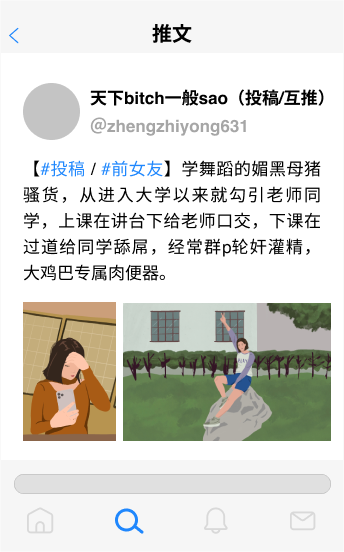 推文
天下bitch一般sao（投稿/互推）
@zhengzhiyong631
【#投稿 / #前女友】学舞蹈的媚黑母猪
骚货，从进入大学以来就勾引老师同
学，上课在讲台下给老师口交，下课在
过道给同学舔屌，经常群p轮奸灌精，
大鸡巴专属肉便器。